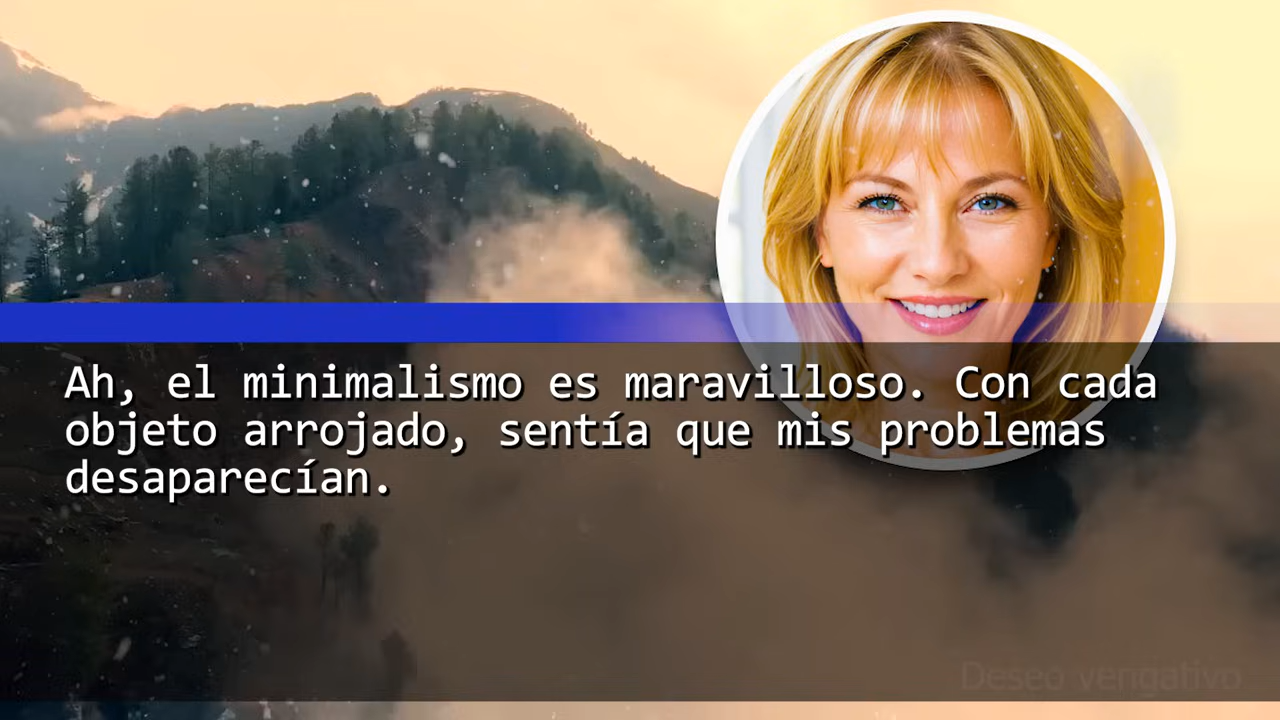 Ah, el minimalismo es maravilloso. Con cada
objeto arrojado, sentía que mis problemas
desaparecían.
Deseo vengativo